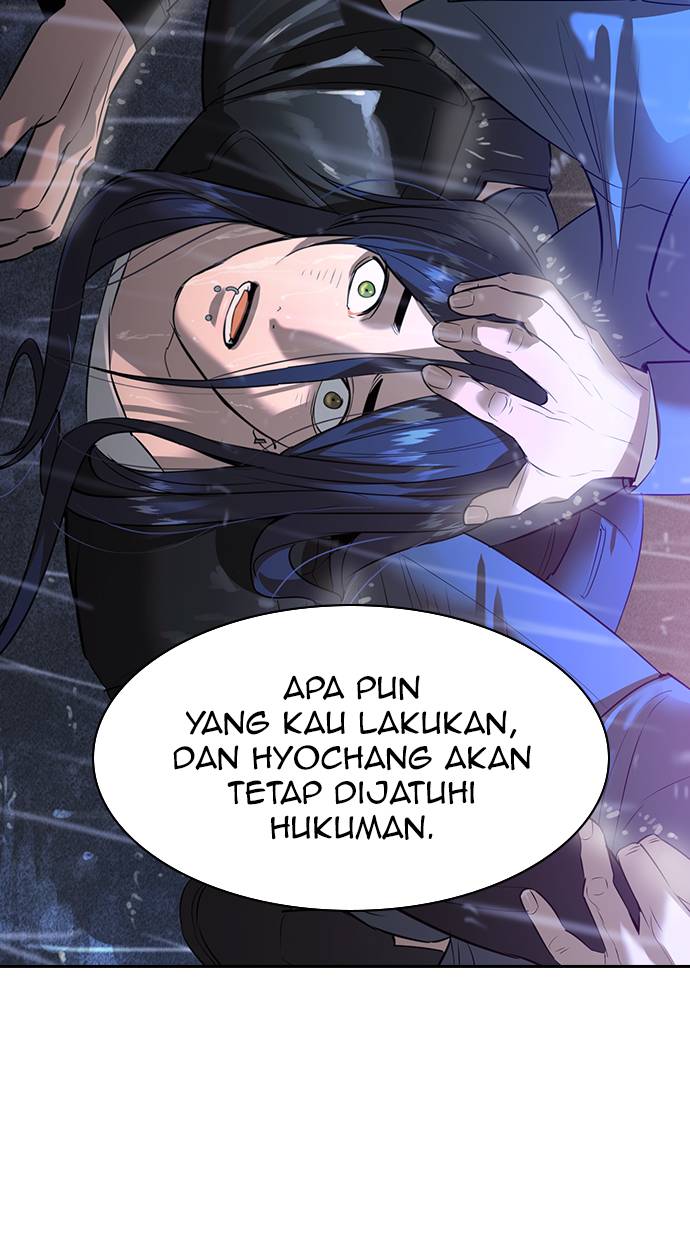 APA PUN
YANG KAU LAKUKAN,
DAN HYOCHANG AKAN
TETAP DIJATUHI
HUKUMAN.